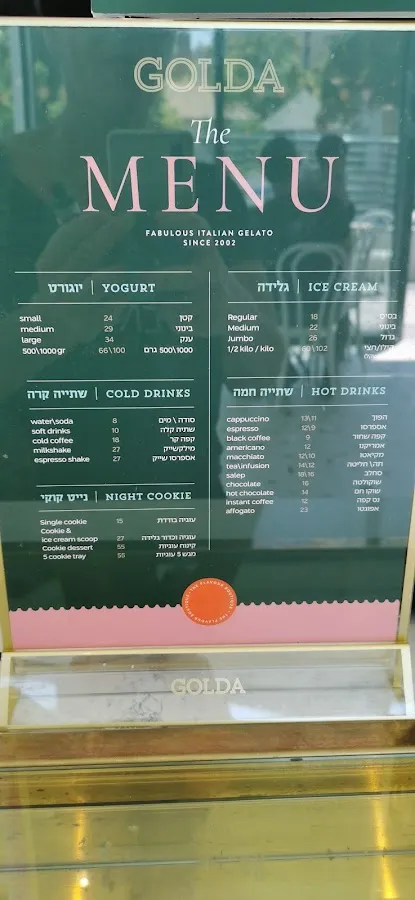 GOLDA
The
MENU
FABULOUS ITALIAN GELATO
SINCE 2002
יוגורט | YOGURT
small 24 קטן
medium 29 בינוני
large 34 ענק
500\1000 gr 66\100 500\1000 גרם
גלידה | ICE CREAM
Regular 18 בסיס
Medium 22 בינוני
Jumbo 26 גדול
1/2 kilo / kilo \102
שתייה קרה | COLD DRINKS
water\soda 8 סודה \ מים
soft drinks 10 שתיה קלה
cold coffee 18 קפה קר
milkshake 27 מילקשייק
espresso shake 27 אספרסו שייק
שתייה חמה | HOT DRINKS
cappuccino 13\11 הפוך
espresso 12\9 אספרסו
black coffee 9 קפה שחור
americano 12 אמריקנו
macchiato 12\10 מקיאטו
tea\infusion 14\12 תה\ חליטה
salep 18\16 סחלב
chocolate 16 שוקולטה
hot chocolate 14 שוקו חם
instant coffee 12 נס קפה
affogato 23 אפוגטו
נייט קוקי | NIGHT COOKIE
Single cookie 15 עוגיה בודדת
Cookie &
ice cream scoop 27 עוגיה וכדור גלידה
Cookie dessert 55 קינוח עוגיות
5 cookie tray 55 מגש 5 עוגיות
GOLDA